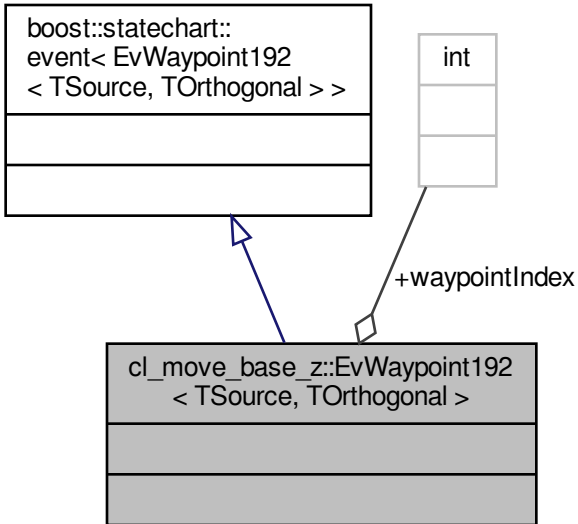 boost::statechart::
event< EvWaypoint192
< TSource, TOrthogonal > >
int
+waypointIndex
cl_move_base_z::EvWaypoint192
< TSource, TOrthogonal >